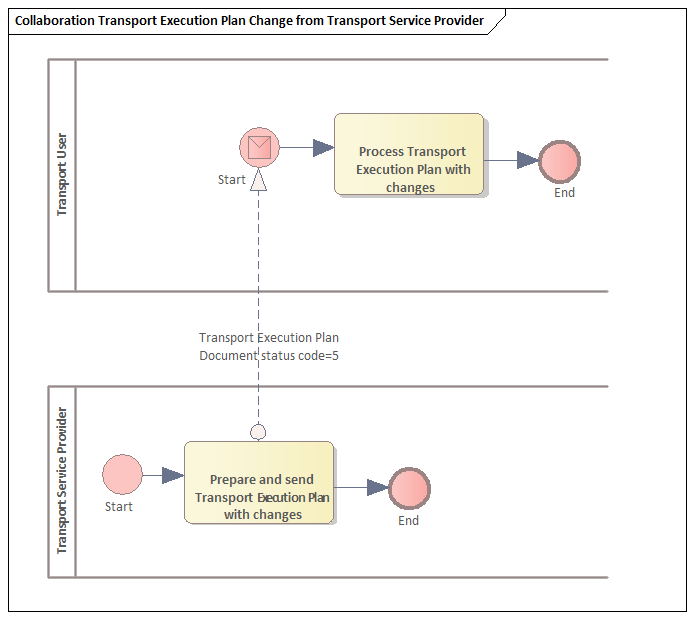 Collaboration Transport Execution Plan Change from Transport Service Provider
Transport User
Start
Process Transport
Execution Plan with
changes
End
Transport Execution Plan
Document status code=5
Transport Service Provider
Start
Prepare and send
Transport Execution Plan
with changes
End